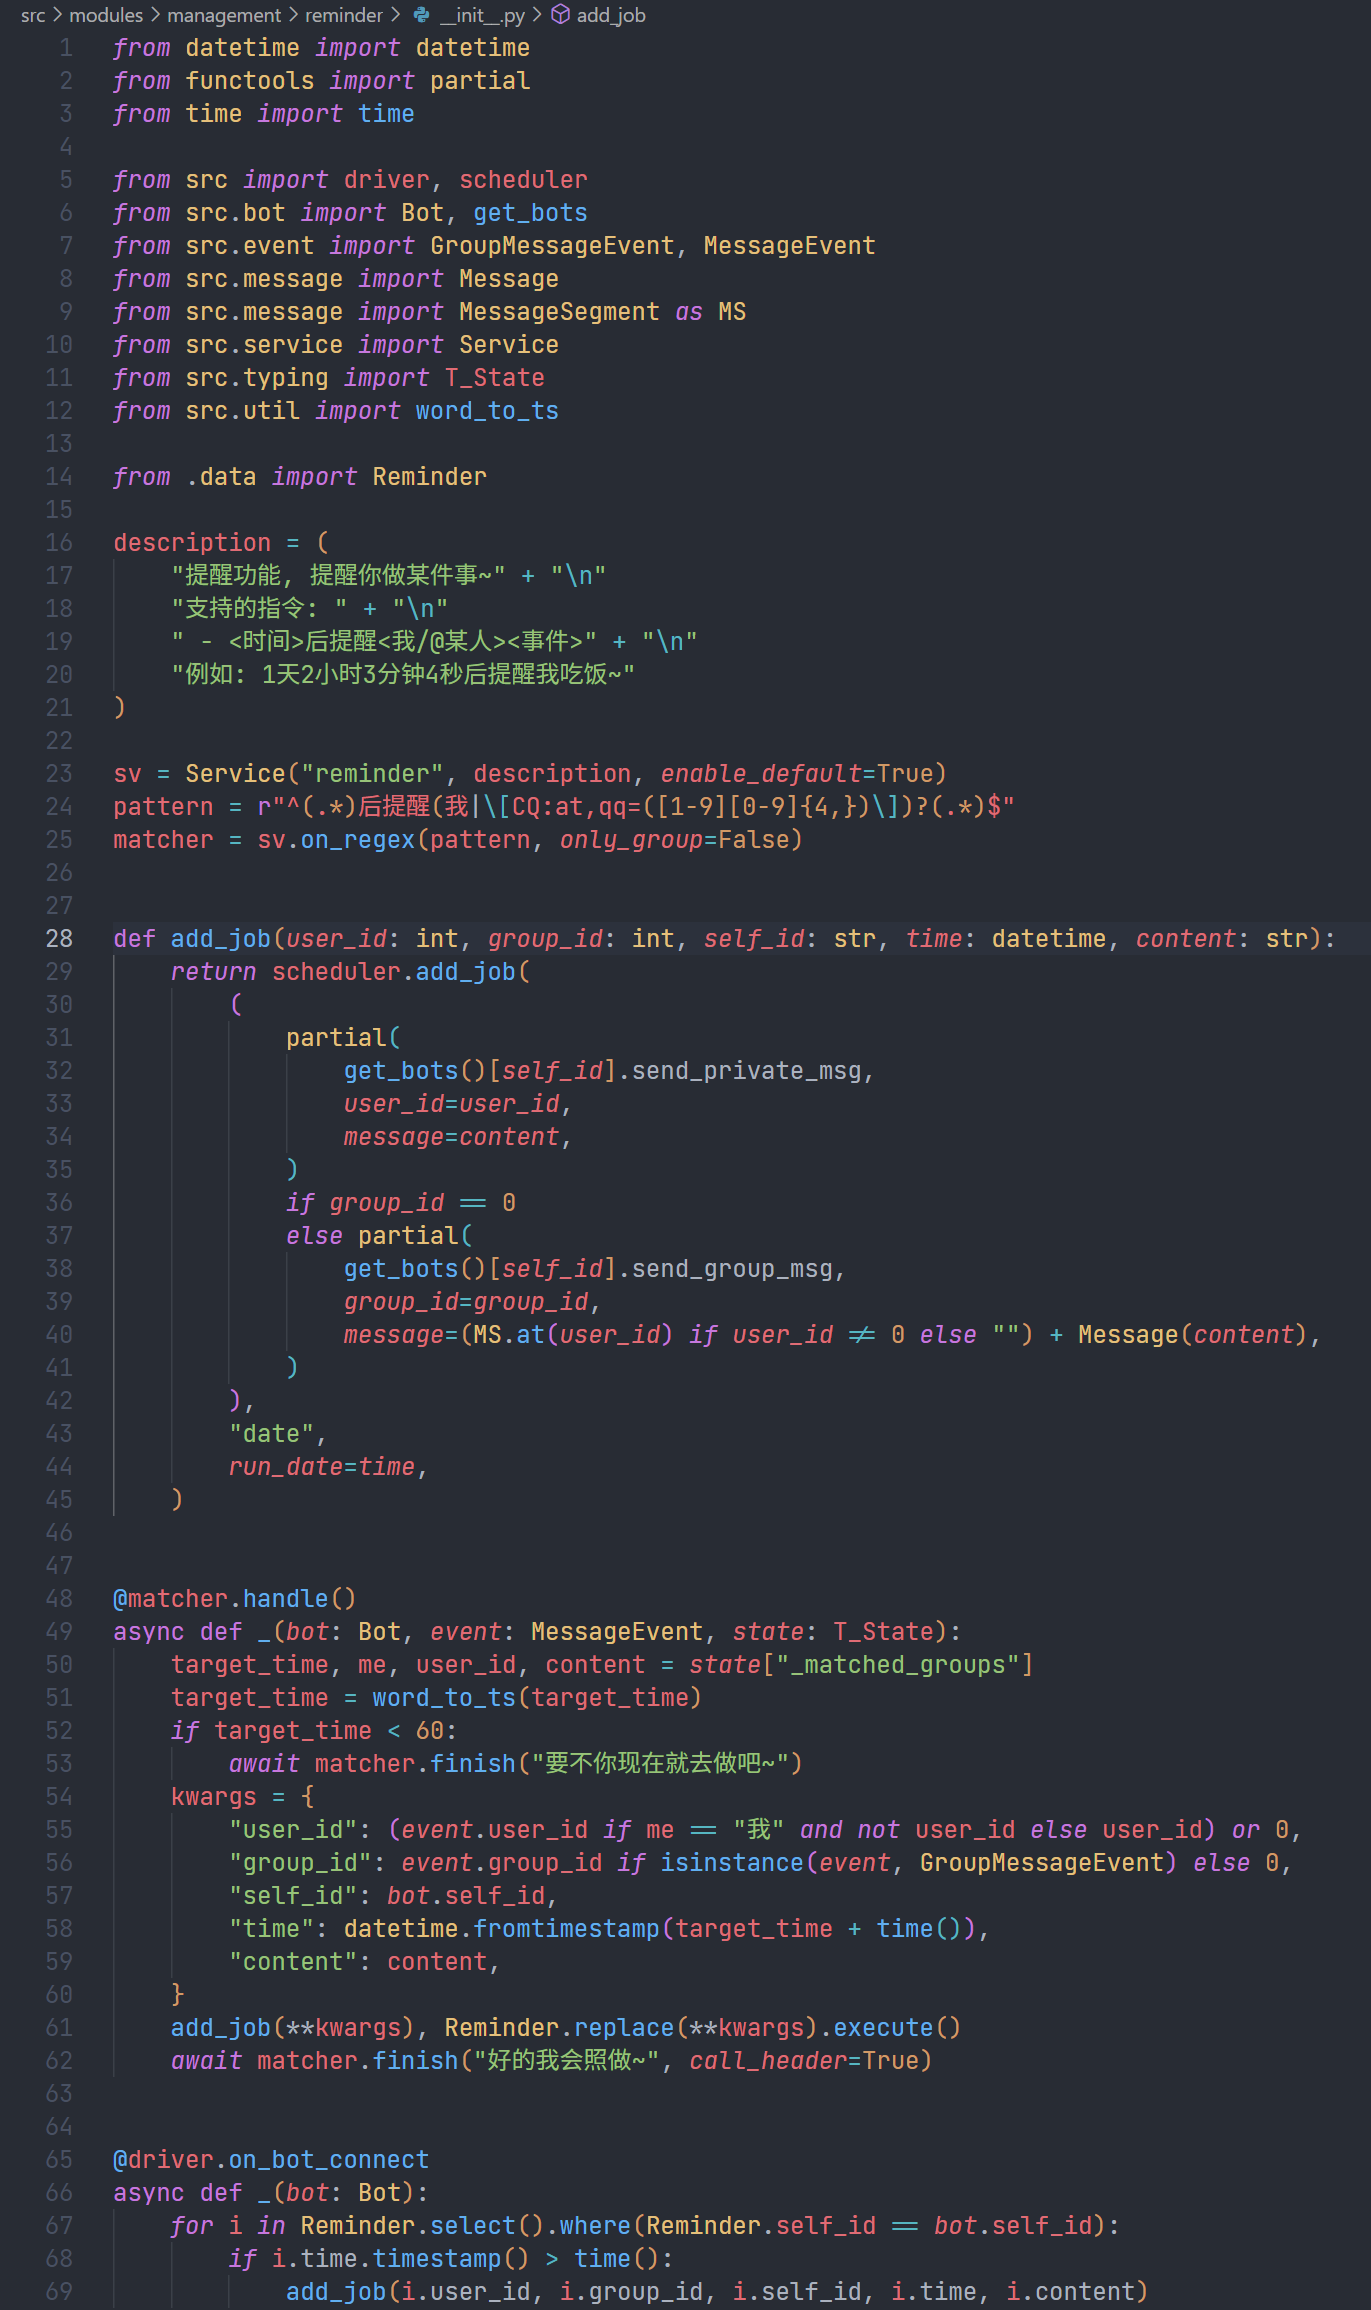 src > modules > management > reminder > __init__.py > add_job
1 from datetime import datetime
2 from functools import partial
3 from time import time
4
5 from src import driver, scheduler
6 from src.bot import Bot, get_bots
7 from src.event import GroupMessageEvent, MessageEvent
8 from src.message import Message
9 from src.message import MessageSegment as MS
10 from src.service import Service
11 from src.typing import T_State
12 from src.util import word_to_ts
13
14 from .data import Reminder
15
16 description = (
17     "提醒功能, 提醒你做某件事~" + "\n"
18     "支持的指令: " + "\n"
19     " - <时间>后提醒<我/@某人><事件>" + "\n"
20     "例如: 1天2小时3分钟4秒后提醒我吃饭~"
21 )
22
23 sv = Service("reminder", description, enable_default=True)
24 pattern = r"^(.*)后提醒(我|\[CQ:at,qq=([1-9][0-9]{4,})\])?(.*)$"
25 matcher = sv.on_regex(pattern, only_group=False)
26
27
28 def add_job(user_id: int, group_id: int, self_id: str, time: datetime, content: str):
29     return scheduler.add_job(
30         (
31             partial(
32                 get_bots()[self_id].send_private_msg,
33                 user_id=user_id,
34                 message=content,
35             )
36             if group_id == 0
37             else partial(
38                 get_bots()[self_id].send_group_msg,
39                 group_id=group_id,
40                 message=(MS.at(user_id) if user_id != 0 else "") + Message(content),
41             )
42         ),
43         "date",
44         run_date=time,
45     )
46
47
48 @matcher.handle()
49 async def _(bot: Bot, event: MessageEvent, state: T_State):
50     target_time, me, user_id, content = state["_matched_groups"]
51     target_time = word_to_ts(target_time)
52     if target_time < 60:
53         await matcher.finish("要不你现在就去做吧~")
54     kwargs = {
55         "user_id": (event.user_id if me == "我" and not user_id else user_id) or 0,
56         "group_id": event.group_id if isinstance(event, GroupMessageEvent) else 0,
57         "self_id": bot.self_id,
58         "time": datetime.fromtimestamp(target_time + time()),
59         "content": content,
60     }
61     add_job(**kwargs), Reminder.replace(**kwargs).execute()
62     await matcher.finish("好的我会照做~", call_header=True)
63
64
65 @driver.on_bot_connect
66 async def _(bot: Bot):
67     for i in Reminder.select().where(Reminder.self_id == bot.self_id):
68         if i.time.timestamp() > time():
69             add_job(i.user_id, i.group_id, i.self_id, i.time, i.content)